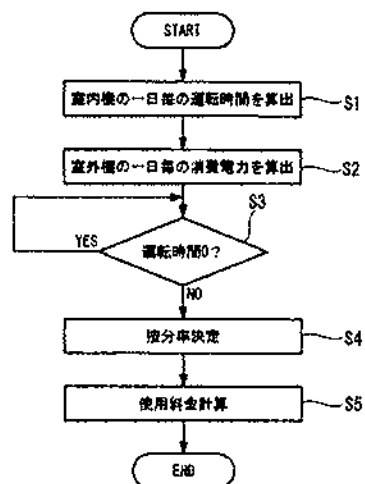 START
室内機の一日毎の運転時間を算出
S1
室外機の一日毎の消費電力を算出
S2
S3
運転時間0?
YES
NO
按分率決定
S4
使用料金計算
S5
END